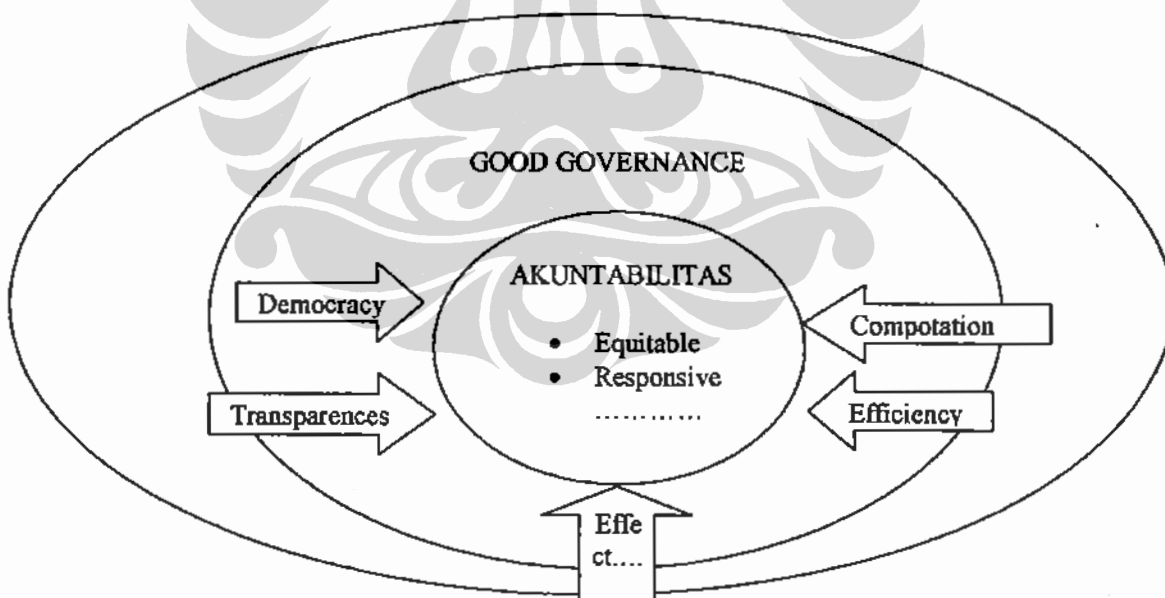 GOOD GOVERNANCE
AKUNTABILITAS
Democracy
Compotation
• Equitable
• Responsive
............
Transparences
Efficiency
Effe
ct....